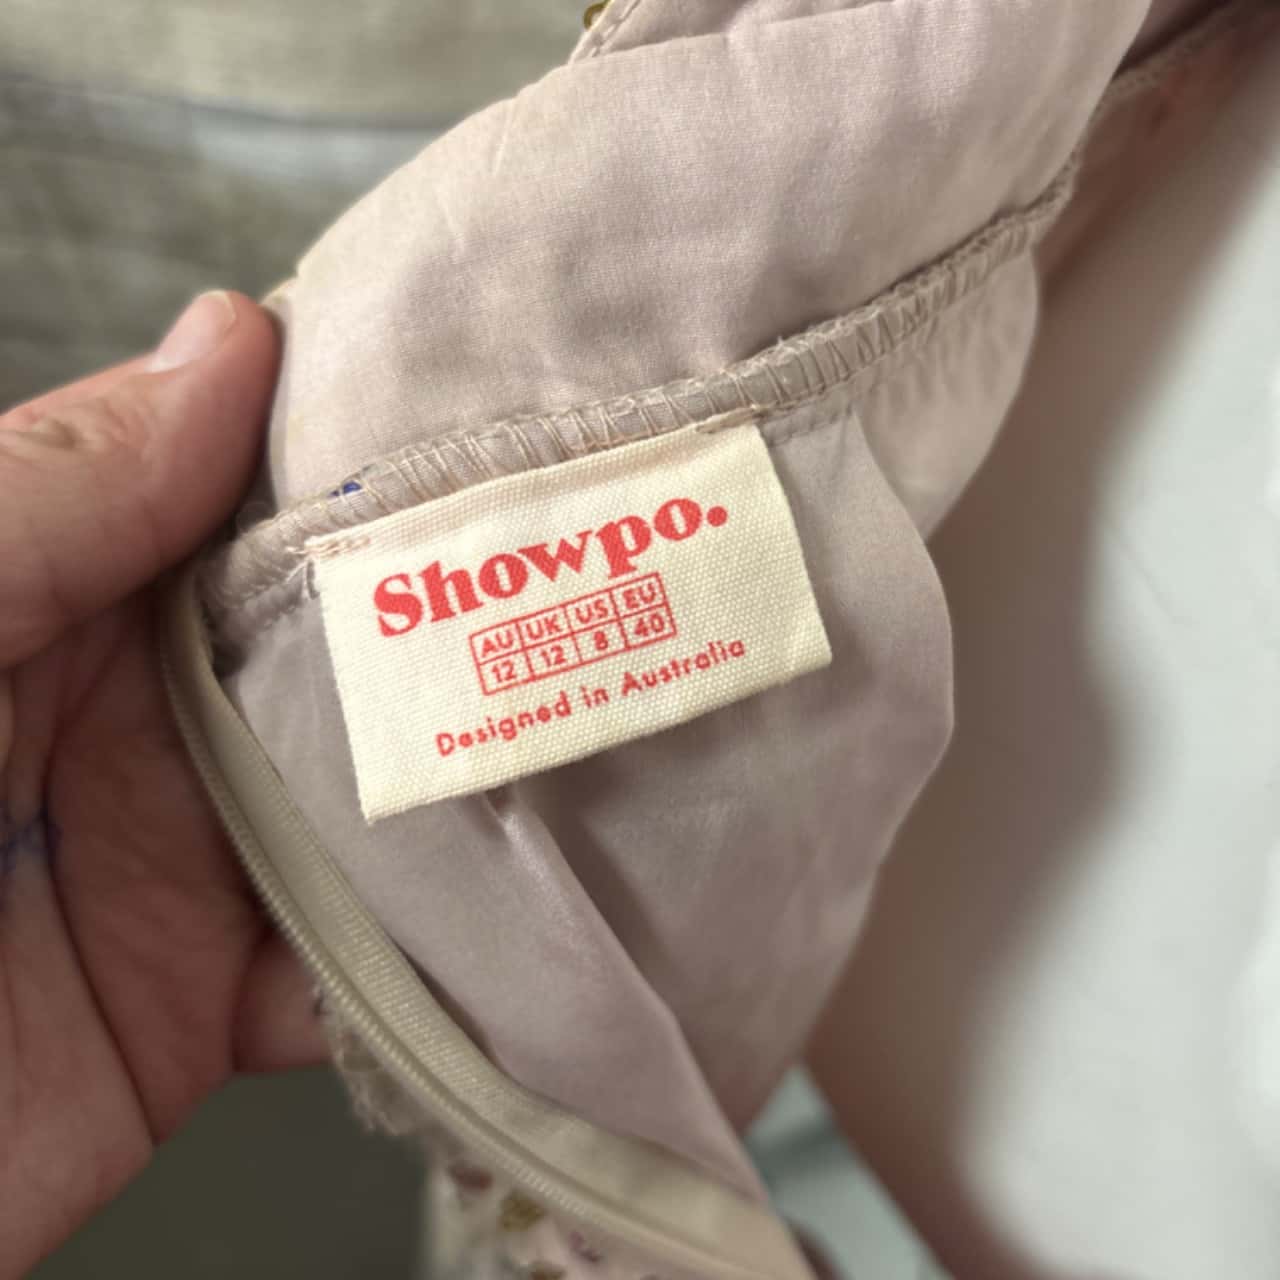 Showpo.
AU UK US EU
12 12 8 40
Designed in Australia